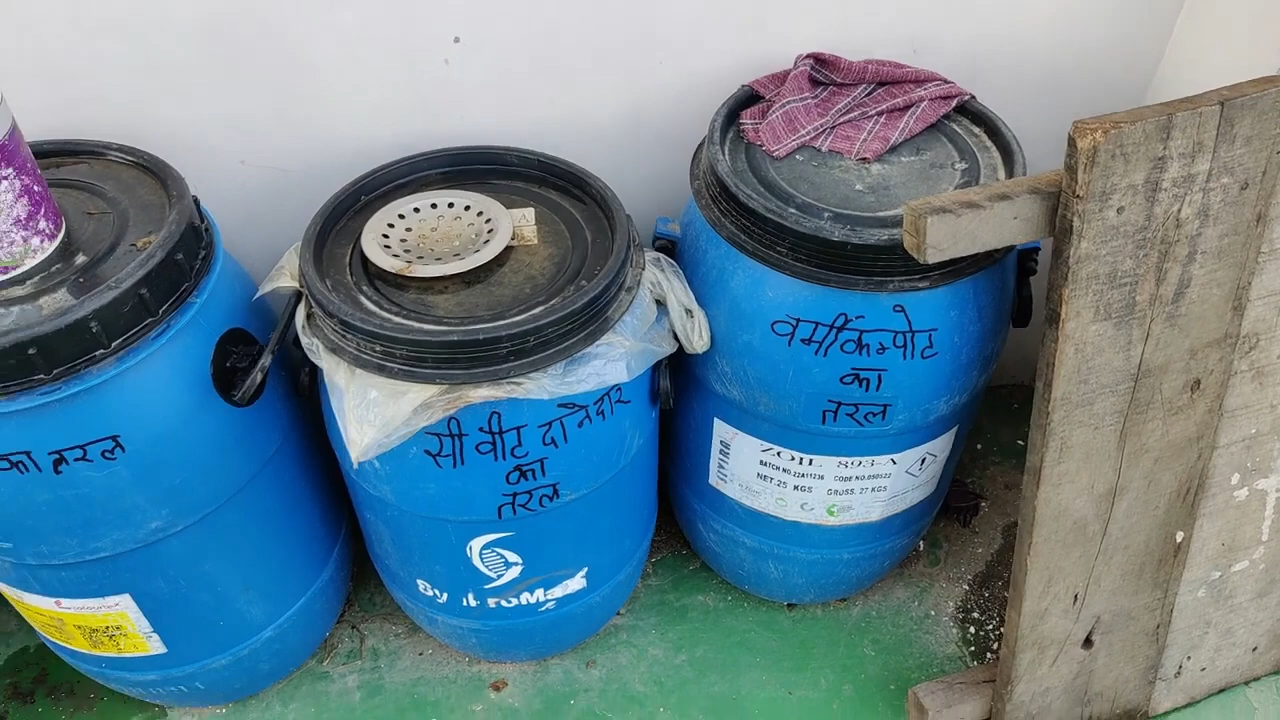 का तरल
colourtex
सी वीट दानेदार
का
तरल
वर्मीकम्पोट
का
तरल
ZOIL 893-A
BATCH NO.22A11236 CODE NO.050522
NET.25 KGS GROSS. 27 KGS
A